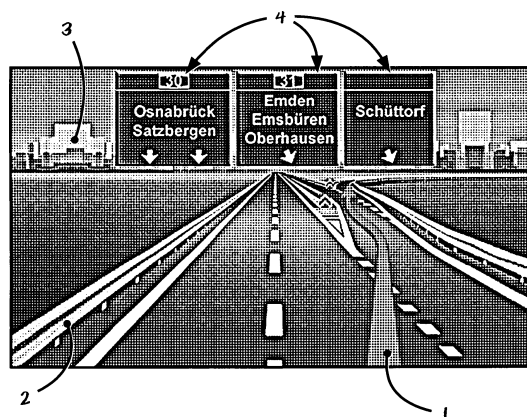 4
3
30
31
Osnabrück
Satzbergen
Emden
Emsbüren
Oberhausen
Schüttorf
2
1